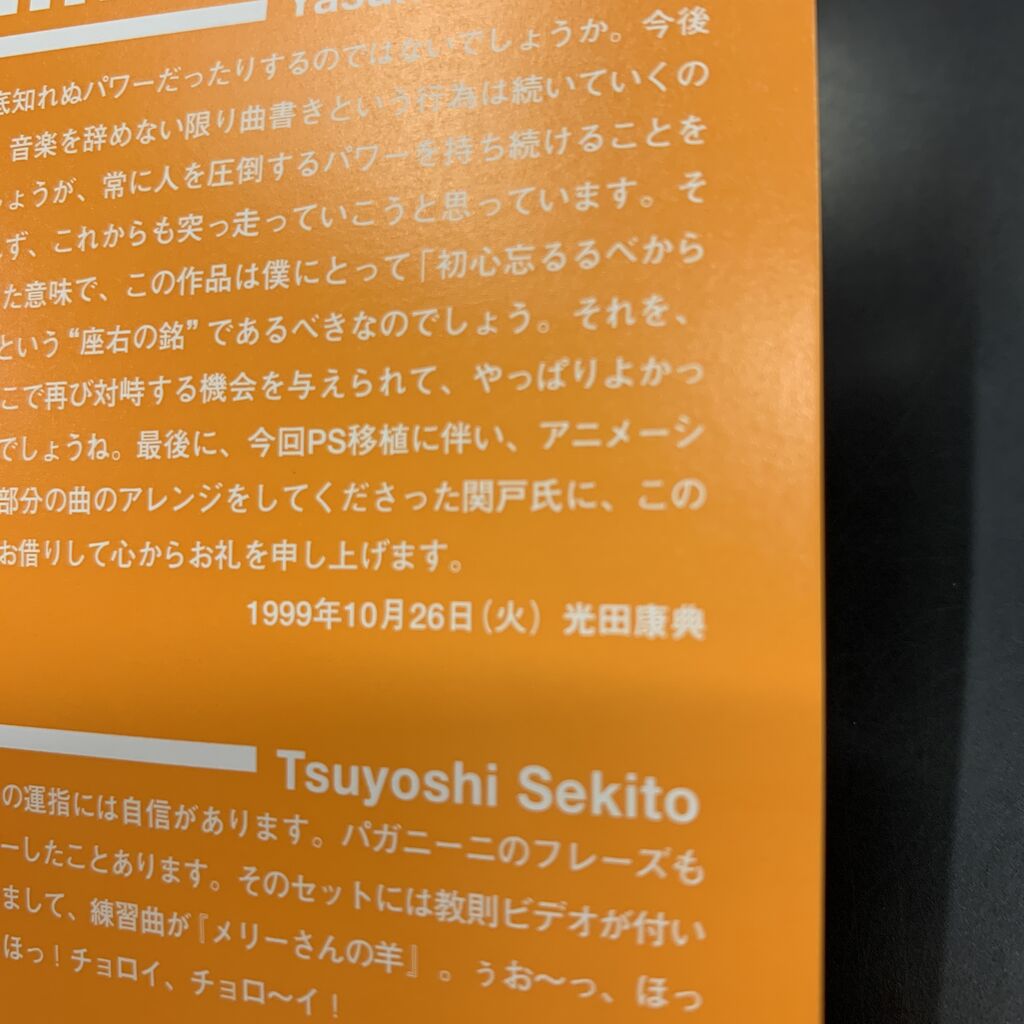 底知れぬパワーだったりするのではないでしょうか。今後
音楽を辞めない限り曲書きという行為は続いていくの
しょうが、常に人を圧倒するパワーを持ち続けることを
ず、これからも突っ走っていこうと思っています。そ
た意味で、この作品は僕にとって「初心忘るるべから
という“座右の銘”であるべきなのでしょう。それを、
こで再び対峙する機会を与えられて、やっぱりよかっ
でしょうね。最後に、今回PS移植に伴い、アニメーシ
部分の曲のアレンジをしてくださった関戸氏に、この
お借りして心からお礼を申し上げます。
1999年10月26日(火) 光田康典
Tsuyoshi Sekito
の運指には自信があります。パガニーニのフレーズも
ーしたことあります。そのセットには教則ビデオが付い
まして、練習曲が『メリーさんの羊』。うお〜っ、ほっ
ほっ！チョロイ、チョロ〜イ！